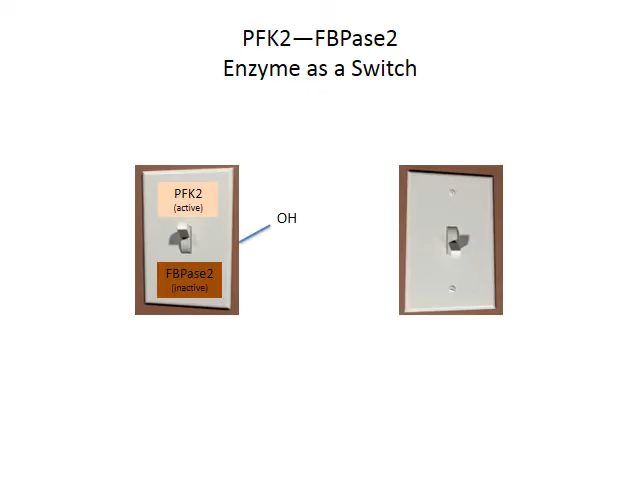 PFK2—FBPase2
Enzyme as a Switch
PFK2
(active)
OH
FBPase2
(inactive)